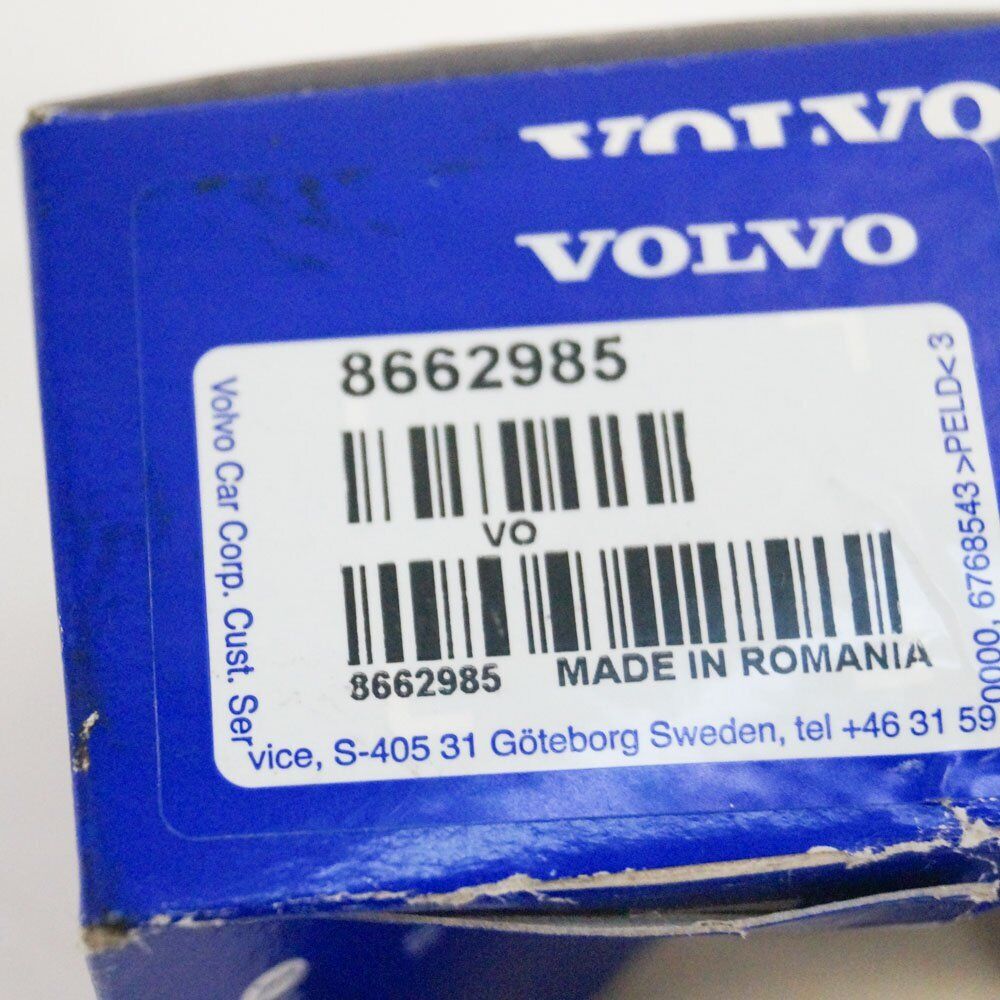 VOLVO
VOLVO
8662985
VO
8662985 MADE IN ROMANIA
Volvo Car Corp. Cust. Service, S-405 31 Göteborg Sweden, tel +46 31 590000, 6768543 >PELD< 3